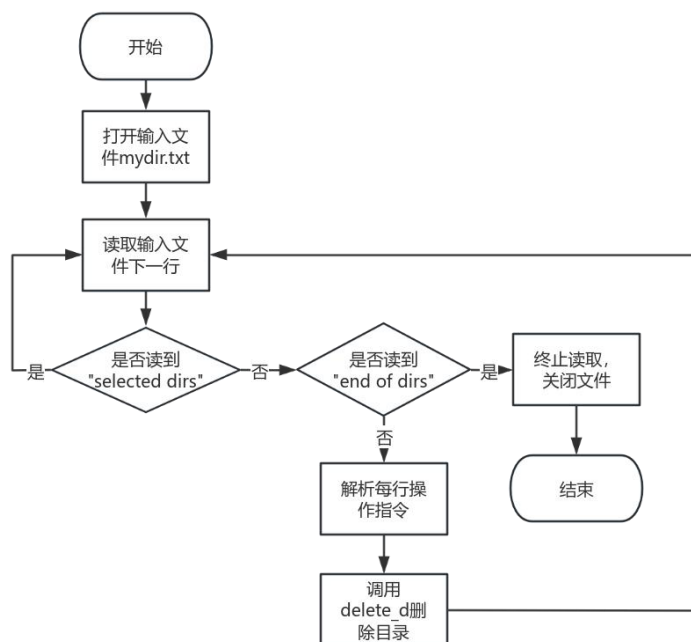 开始
打开输入文
件mydir.txt
读取输入文
件下一行
是否读到
"selected dirs"
是
否
是否读到
"end of dirs"
是
终止读取，
关闭文件
否
结束
解析每行操
作指令
调用
delete_d删
除目录